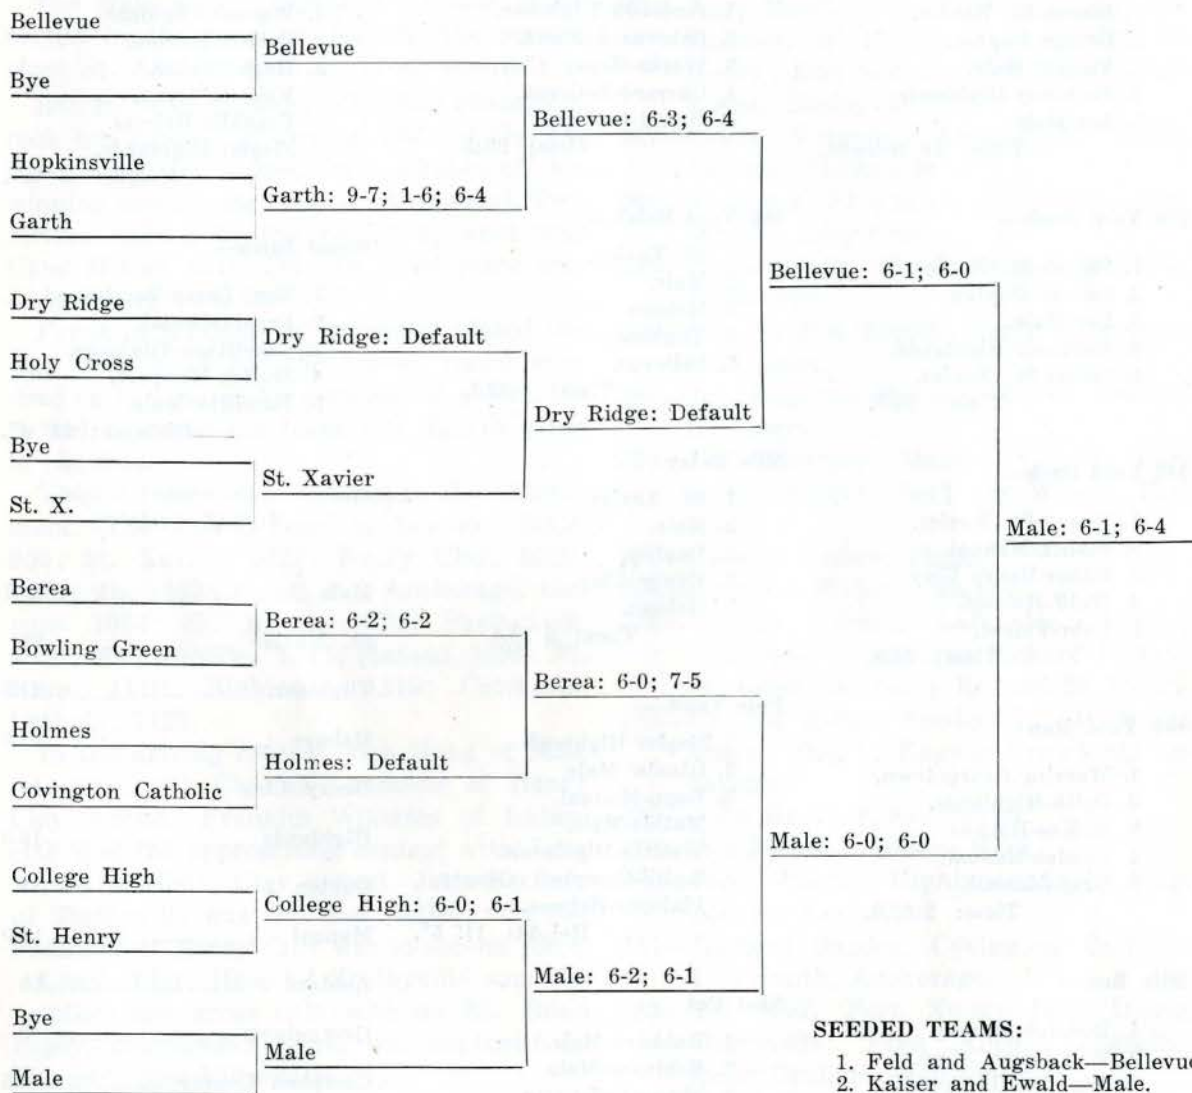 Bellevue
Bye
Hopkinsville
Garth
Dry Ridge
Holy Cross
Bye
St. X.
Berea
Bowling Green
Holmes
Covington Catholic
College High
St. Henry
Bye
Male
Bellevue
Garth: 9-7; 1-6; 6-4
Dry Ridge: Default
St. Xavier
Berea: 6-2; 6-2
Holmes: Default
College High: 6-0; 6-1
Male
Bellevue: 6-3; 6-4
Dry Ridge: Default
Berea: 6-0; 7-5
Male: 6-2; 6-1
Bellevue: 6-1; 6-0
Male: 6-0; 6-0
Male: 6-1; 6-4
SEEDED TEAMS:
1. Feld and Augsback—Bellevue
2. Kaiser and Ewald—Male.